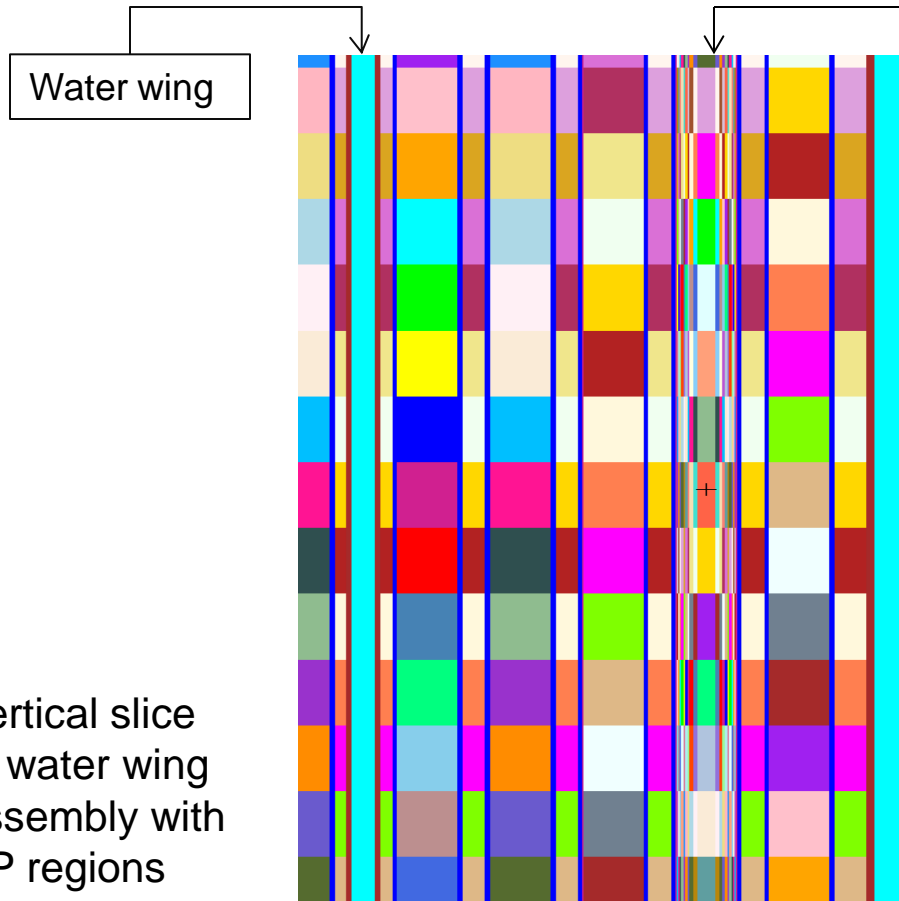 Water wing
ertical slice
water wing
ssembly with
P regions